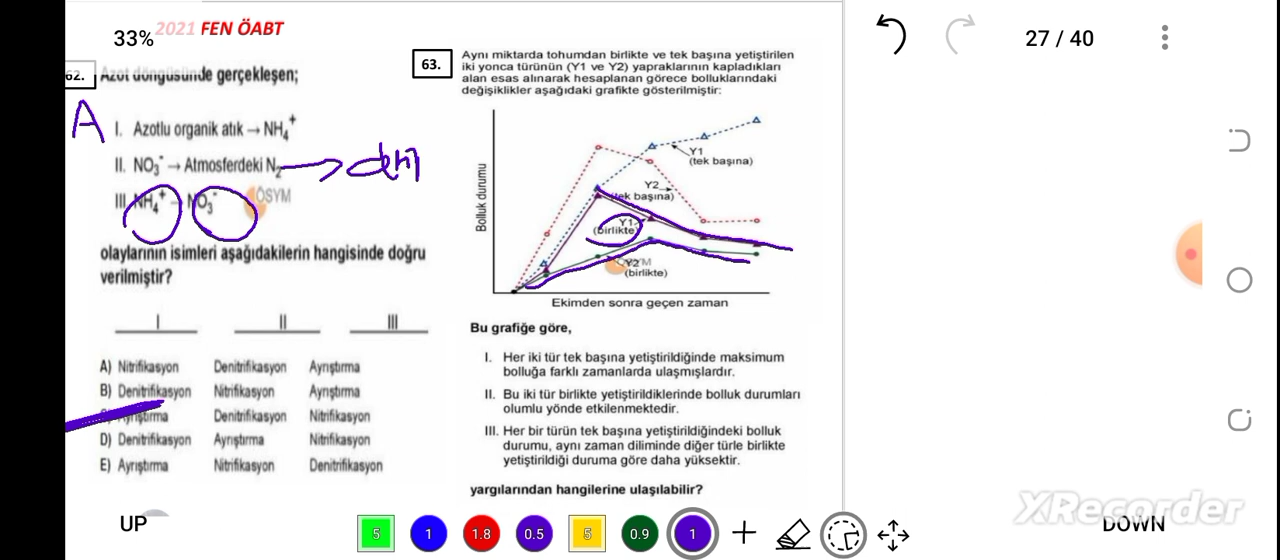 33%
2021 FEN ÖABT
27 / 40
62. Azot döngüsünde gerçekleşen;
A
I. Azotlu organik atık → NH4+
II. NO3- → Atmosferdeki N2
III. NH4+ → NO3-
ÖSYM
olaylarının isimleri aşağıdakilerin hangisinde doğru
verilmiştir?
I II III
A) Nitrifikasyon Denitrifikasyon Ayrıştırma
B) Denitrifikasyon Nitrifikasyon Ayrıştırma
C) Ayrıştırma Denitrifikasyon Nitrifikasyon
D) Denitrifikasyon Ayrıştırma Nitrifikasyon
E) Ayrıştırma Nitrifikasyon Denitrifikasyon
63.
Aynı miktarda tohumdan birlikte ve tek başına yetiştirilen
iki yonca türünün (Y1 ve Y2) yapraklarının kapladıkları
alan esas alınarak hesaplanan görece bolluklarındaki
değişiklikler aşağıdaki grafikte gösterilmiştir:
Bolluk durumu
Y1
(tek başına)
Y2
(tek başına)
Y1
(birlikte)
Y2
(birlikte)
Ekimden sonra geçen zaman
Bu grafiğe göre,
I. Her iki tür tek başına yetiştirildiğinde maksimum
bolluğa farklı zamanlarda ulaşmışlardır.
II. Bu iki tür birlikte yetiştirildiklerinde bolluk durumları
olumlu yönde etkilenmektedir.
III. Her bir türün tek başına yetiştirildiğindeki bolluk
durumu, aynı zaman diliminde diğer türle birlikte
yetiştirildiği duruma göre daha yüksektir.
yargılarından hangilerine ulaşılabilir?
UP
5 1 1.8 0.5 5 0.9 1
DOWN
XRecorder